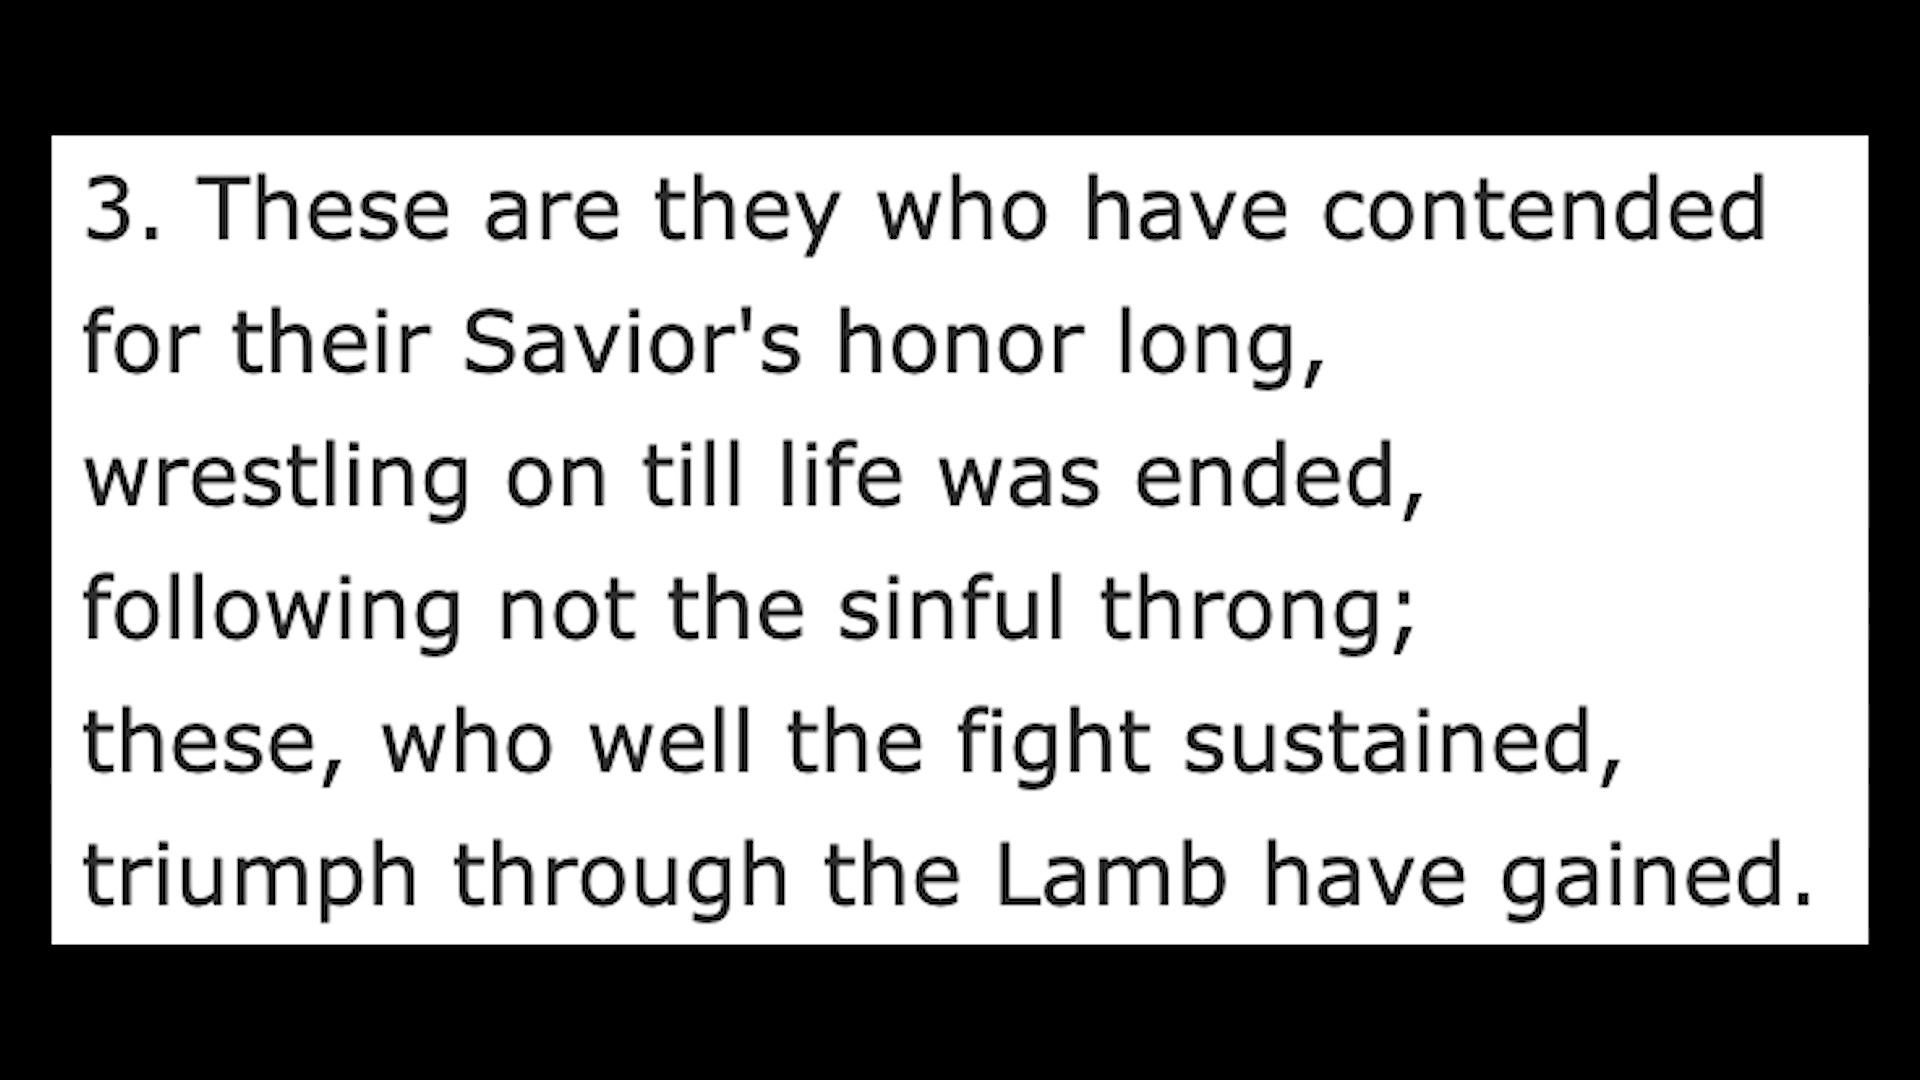 3. These are they who have contended
for their Savior's honor long,
wrestling on till life was ended,
following not the sinful throng;
these, who well the fight sustained,
triumph through the Lamb have gained.